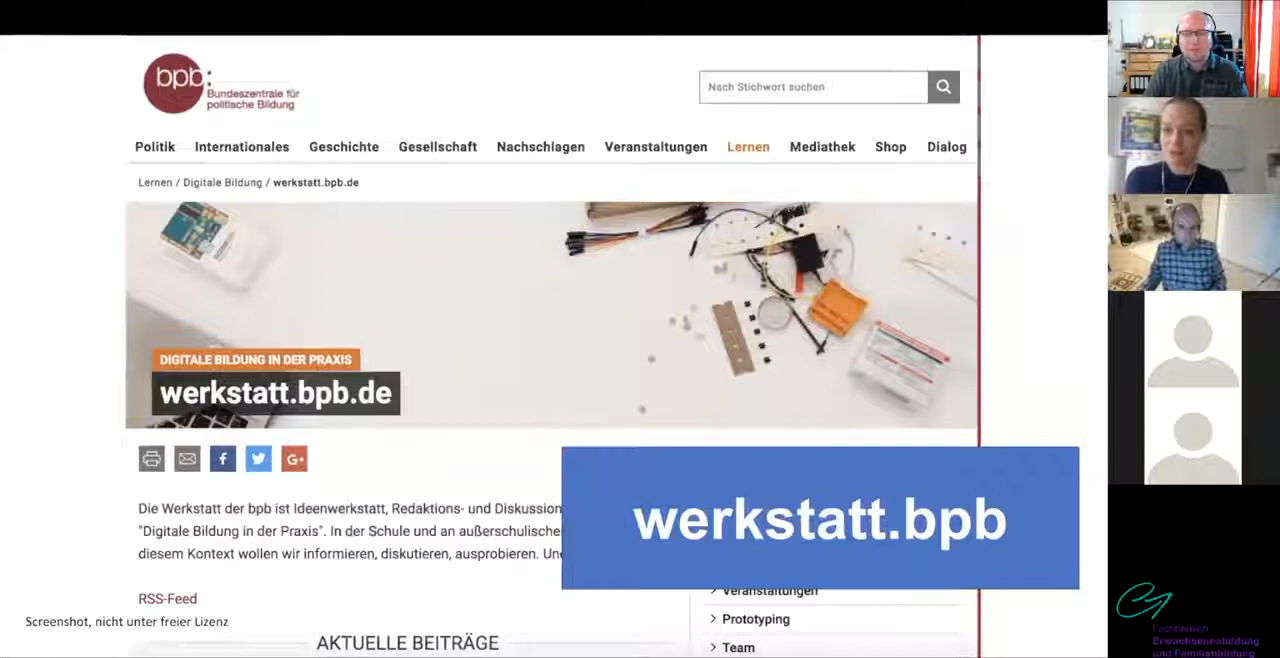 bpb:
Bundeszentrale für
politische Bildung
Nach Stichwort suchen
Politik Internationales Geschichte Gesellschaft Nachschlagen Veranstaltungen Lernen Mediathek Shop Dialog
Lernen / Digitale Bildung / werkstatt.bpb.de
DIGITALE BILDUNG IN DER PRAXIS
werkstatt.bpb.de
Die Werkstatt der bpb ist Ideenwerkstatt, Redaktions- und Diskussion
"Digitale Bildung in der Praxis". In der Schule und an außerschulische
diesem Kontext wollen wir informieren, diskutieren, ausprobieren. Un
werkstatt.bpb
Veranstaltungen
RSS-Feed
Prototyping
Screenshot, nicht unter freier Lizenz
AKTUELLE BEITRÄGE
Team
Fachbereich
Erwachsenenbildung
und Familienbildung